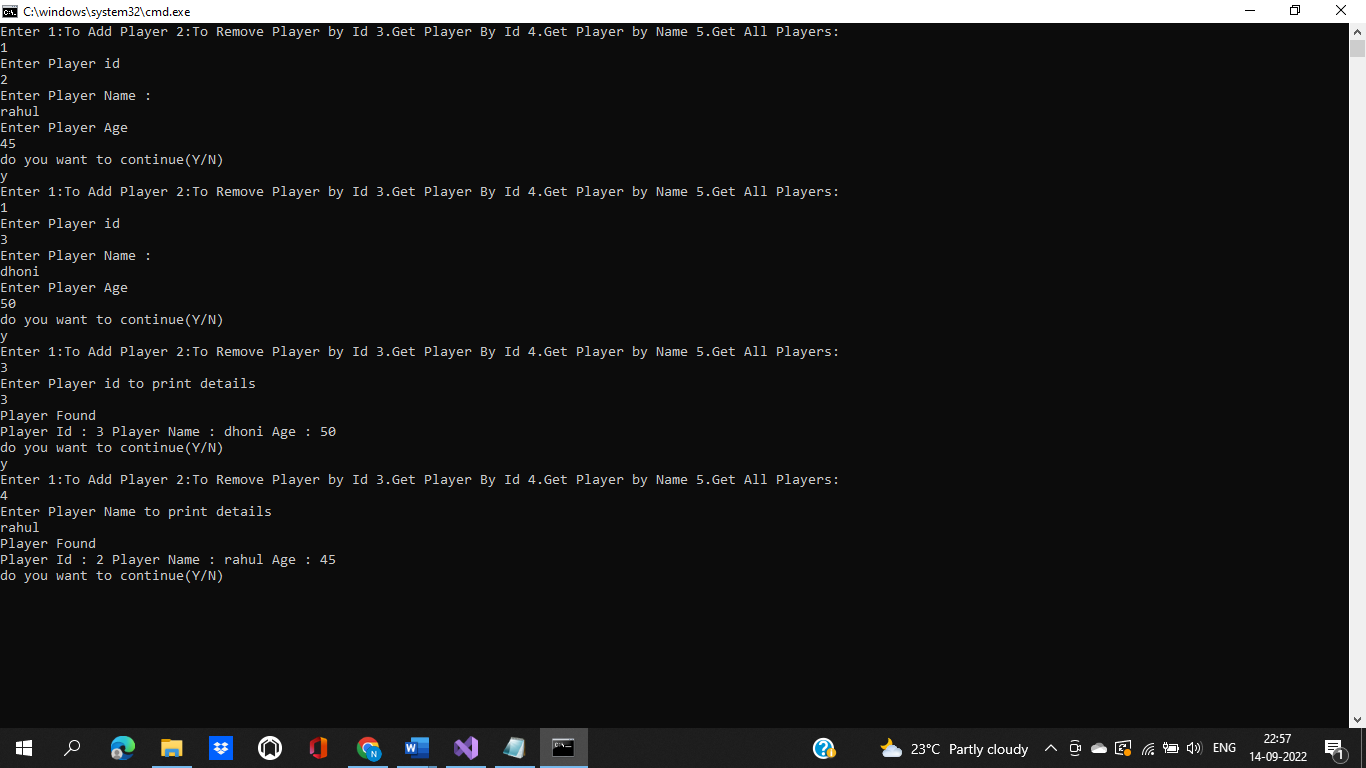 C:\windows\system32\cmd.exe
Enter 1:To Add Player 2:To Remove Player by Id 3.Get Player By Id 4.Get Player by Name 5.Get All Players:
1
Enter Player id
2
Enter Player Name :
rahul
Enter Player Age
45
do you want to continue(Y/N)
y
Enter 1:To Add Player 2:To Remove Player by Id 3.Get Player By Id 4.Get Player by Name 5.Get All Players:
1
Enter Player id
3
Enter Player Name :
dhoni
Enter Player Age
50
do you want to continue(Y/N)
y
Enter 1:To Add Player 2:To Remove Player by Id 3.Get Player By Id 4.Get Player by Name 5.Get All Players:
3
Enter Player id to print details
3
Player Found
Player Id : 3 Player Name : dhoni Age : 50
do you want to continue(Y/N)
y
Enter 1:To Add Player 2:To Remove Player by Id 3.Get Player By Id 4.Get Player by Name 5.Get All Players:
4
Enter Player Name to print details
rahul
Player Found
Player Id : 2 Player Name : rahul Age : 45
do you want to continue(Y/N)
23°C Partly cloudy
ENG
22:57
14-09-2022
1